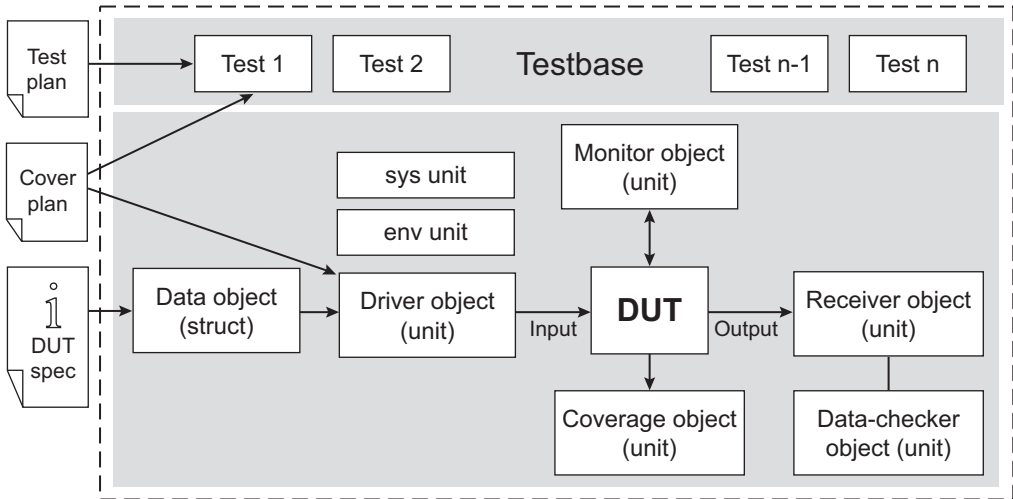 Test
plan
Test 1
Test 2
Testbase
Test n-1
Test n
Cover
plan
sys unit
env unit
Monitor object
(unit)
i
DUT
spec
Data object
(struct)
Driver object
(unit)
Input
DUT
Output
Receiver object
(unit)
Coverage object
(unit)
Data-checker
object (unit)